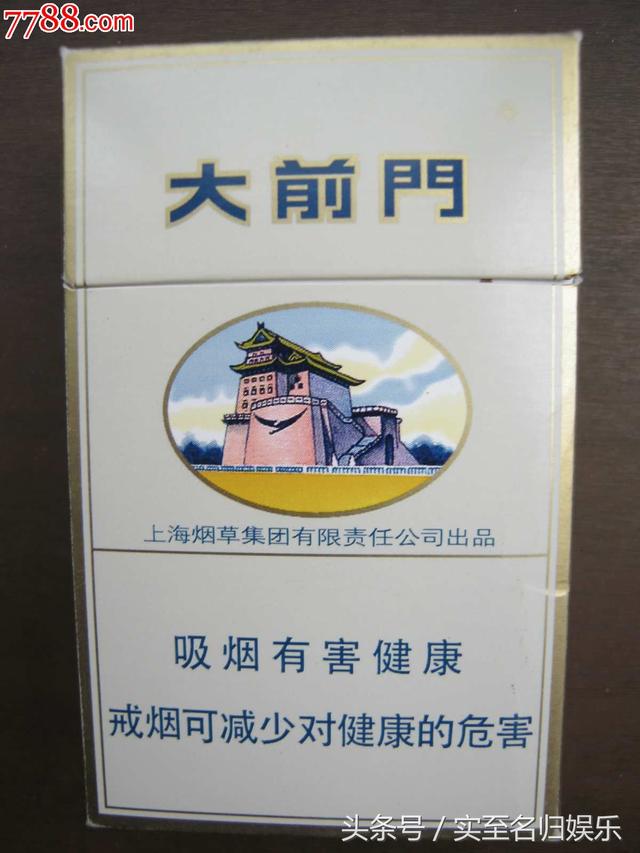 7788.com
大前門
上海烟草集团有限责任公司出品
吸烟有害健康
戒烟可减少对健康的危害
头条号／实至名归娱乐